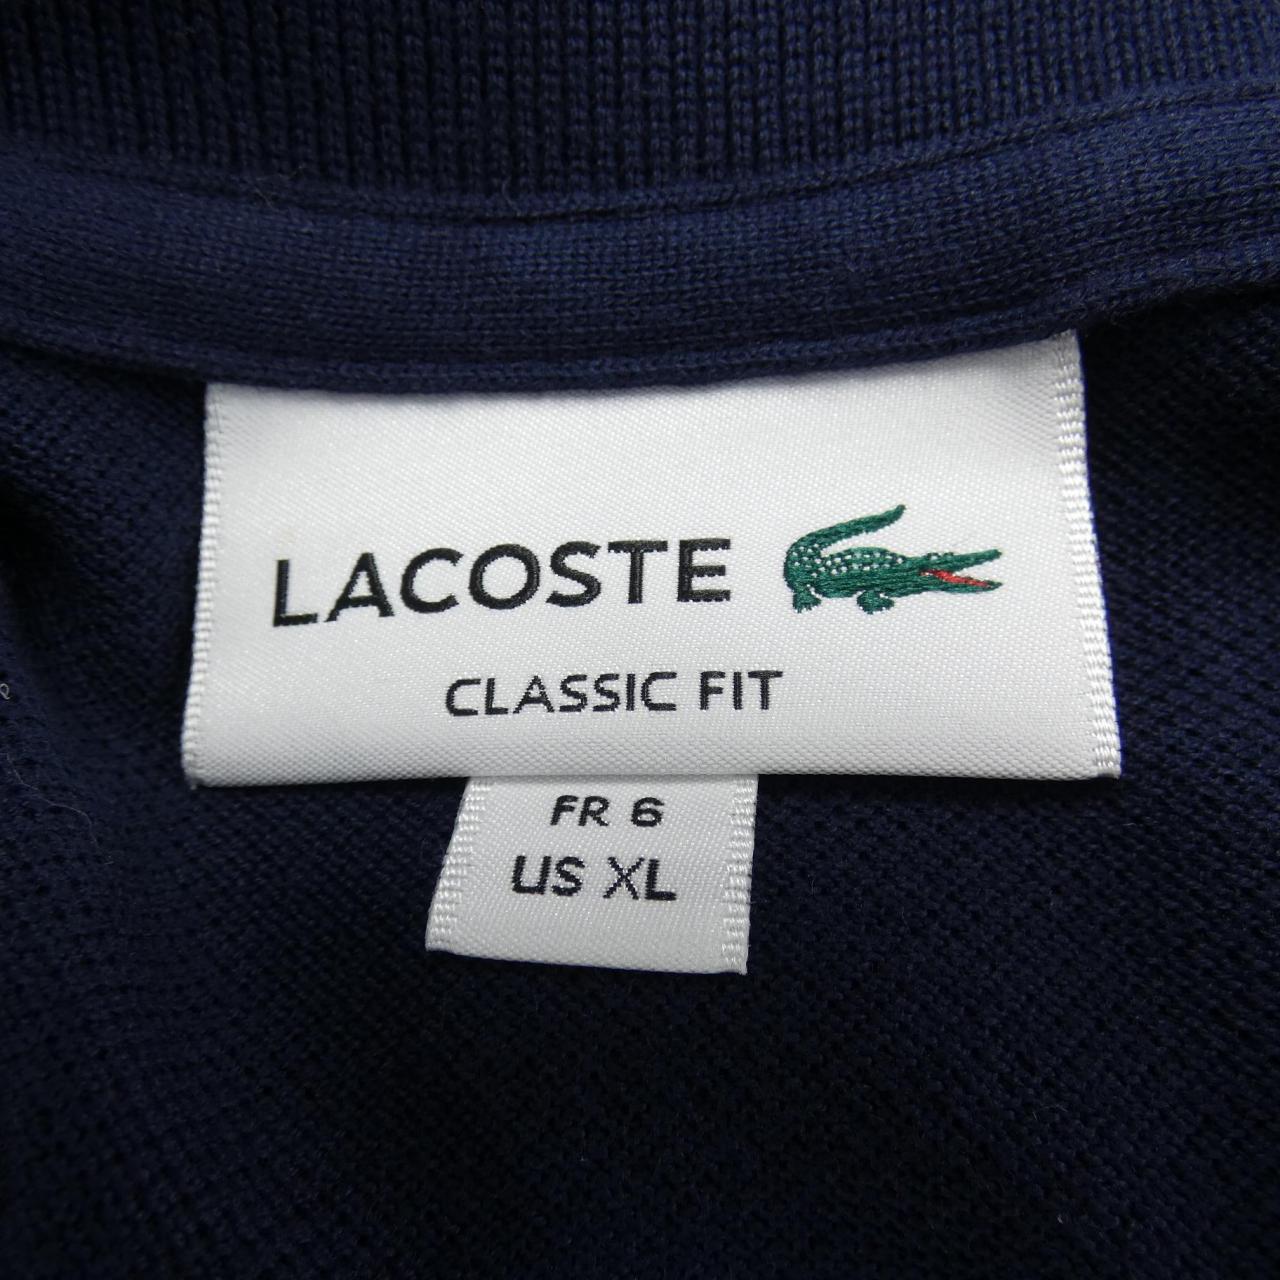 LACOSTE
CLASSIC FIT
FR 6
US XL